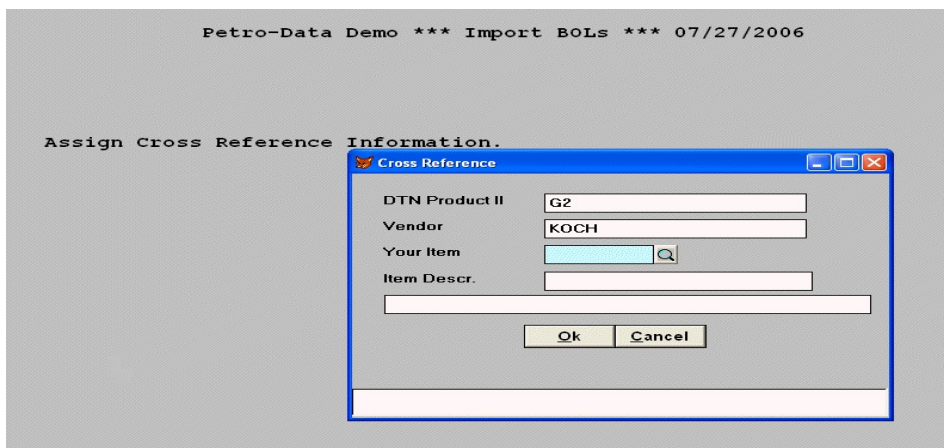 Petro-Data Demo *** Import BOLs *** 07/27/2006
Assign Cross Reference Information.
Cross Reference
DTN Product II
G2
Vendor
KOCH
Your Item
Item Descr.
Ok Cancel